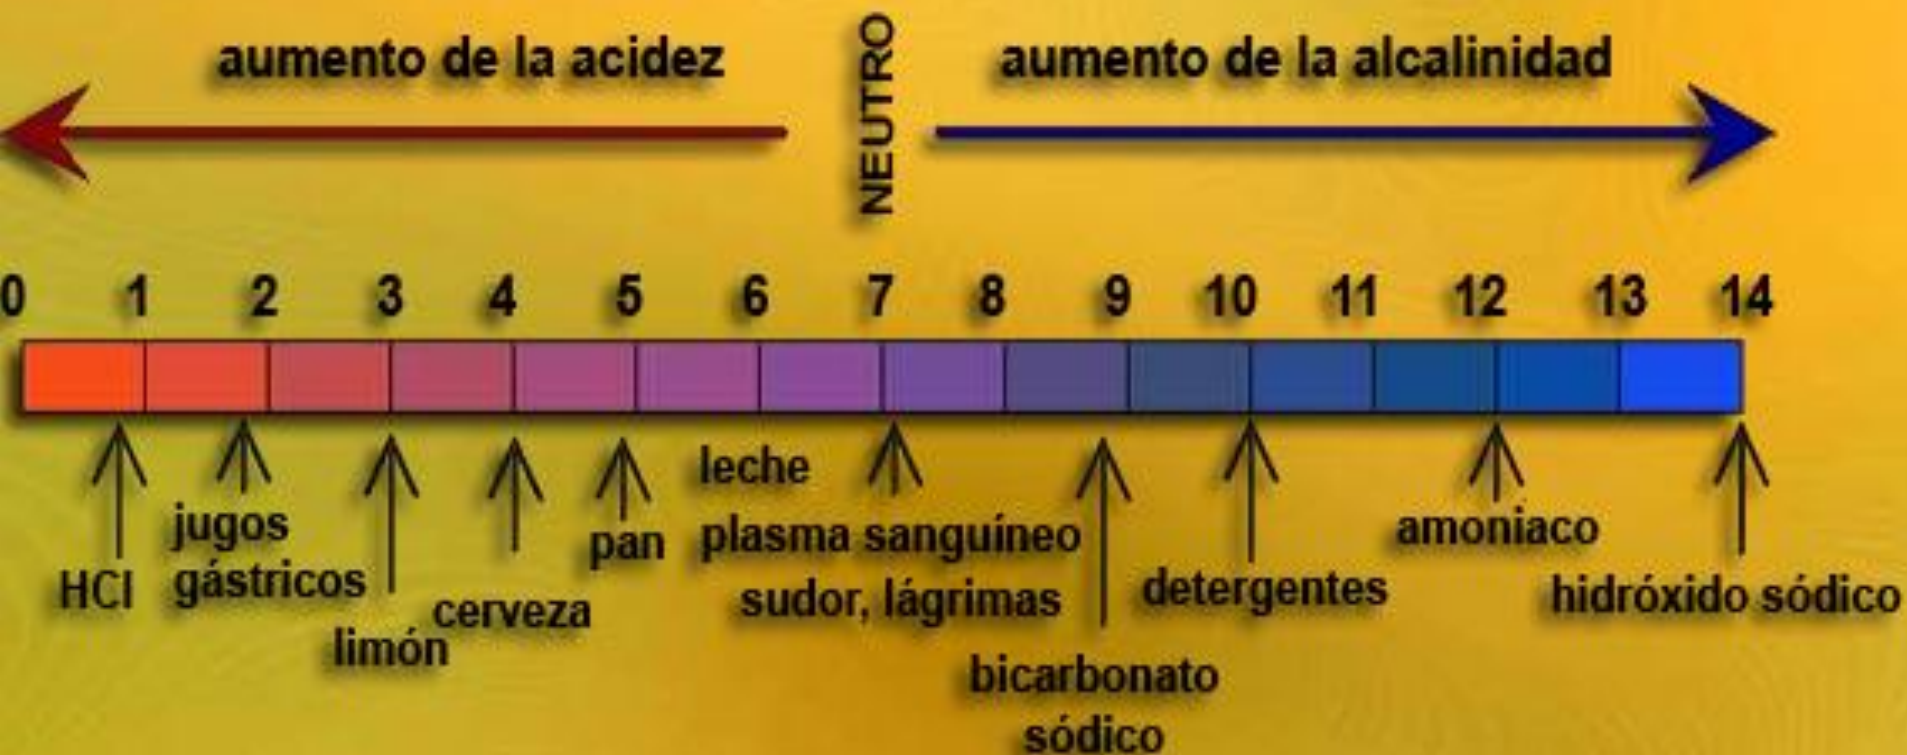 aumento de la acidez
NEUTRO
aumento de la alcalinidad
0 1 2 3 4 5 6 7 8 9 10 11 12 13 14
HCl
jugos
gástricos
limón
cerveza
pan
leche
plasma sanguíneo
sudor, lágrimas
bicarbonato
sódico
detergentes
amoniaco
hidróxido sódico